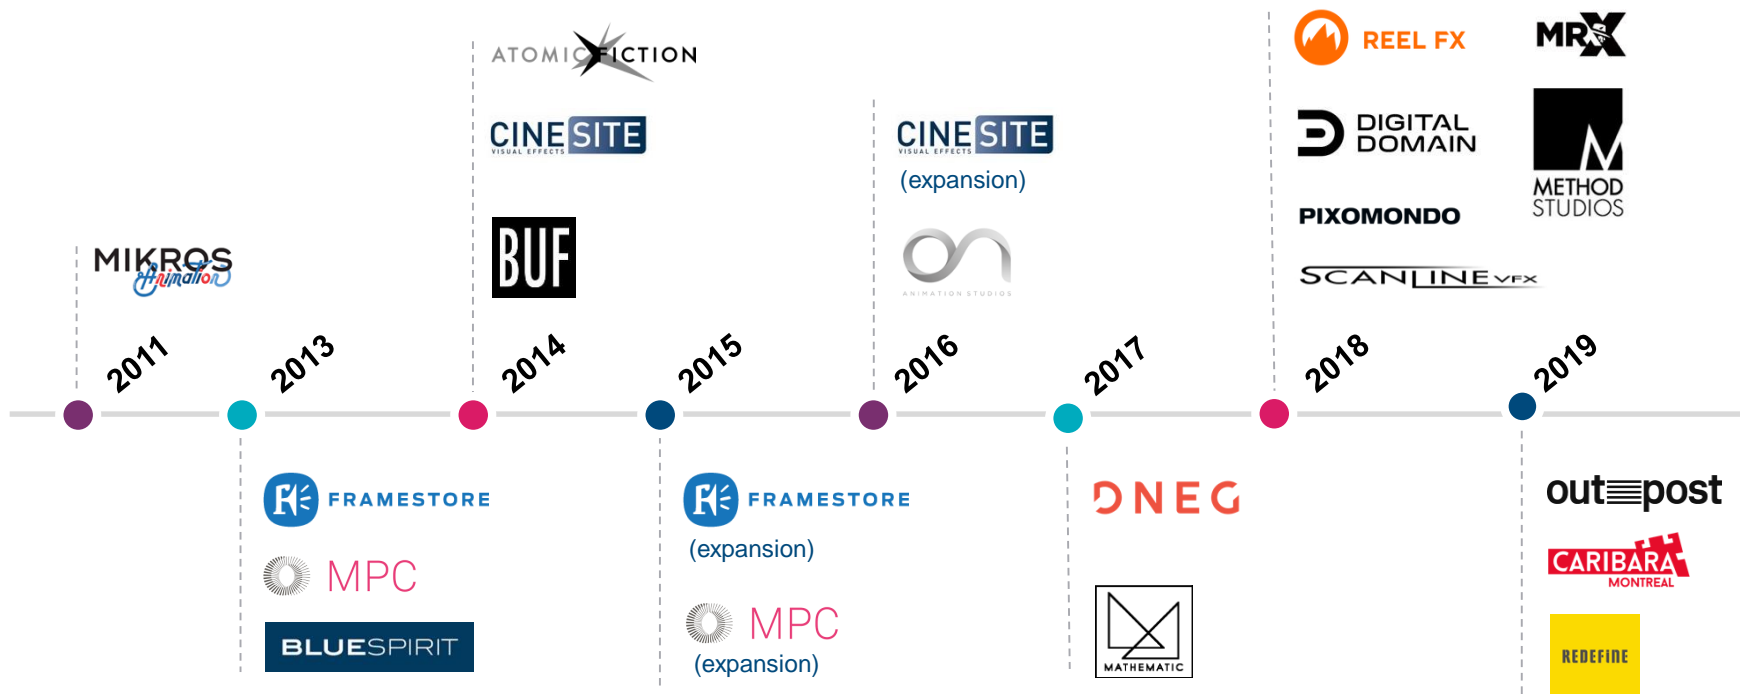 ATOMIC FICTION
CINESITE
VISUAL EFFECTS
BUF
CINESITE
VISUAL EFFECTS
(expansion)
on
ANIMATION STUDIOS
REEL FX
MR X
DIGITAL
DOMAIN
METHOD
STUDIOS
PIXOMONDO
SCANLINE VFX
MIKROS
Animation
2011
2013
2014
2015
2016
2017
2018
2019
FRAMESTORE
MPC
BLUESPIRIT
FRAMESTORE
(expansion)
MPC
(expansion)
DNEG
MATHEMATIC
outpost
CARIBARA
MONTREAL
REDEFINE